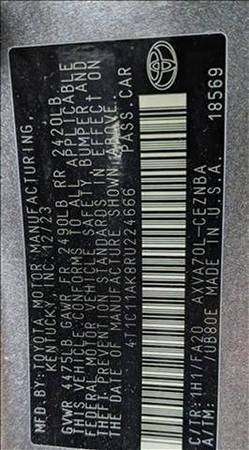 MFD.BY:TOYOTA MOTOR MANUFACTURING,
KENTUCKY, INC. 12/23
GVWR 4475LB GAWR FR 2490LB RR 2420LB
THIS VEHICLE CONFORMS TO ALL APPLICABLE
FEDERAL MOTOR VEHICLE SAFETY, BUMPER AND
THEFT PREVENTION STANDARDS IN EFFECT ON
THE DATE OF MANUFACTURE SHOWN ABOVE.
4T1C11AK8RU224666 PASS.CAR
C/TR:1H1/FA20 AXVA70L-CEZNBA
A/TM: /UB80E MADE IN U.S.A. 18569